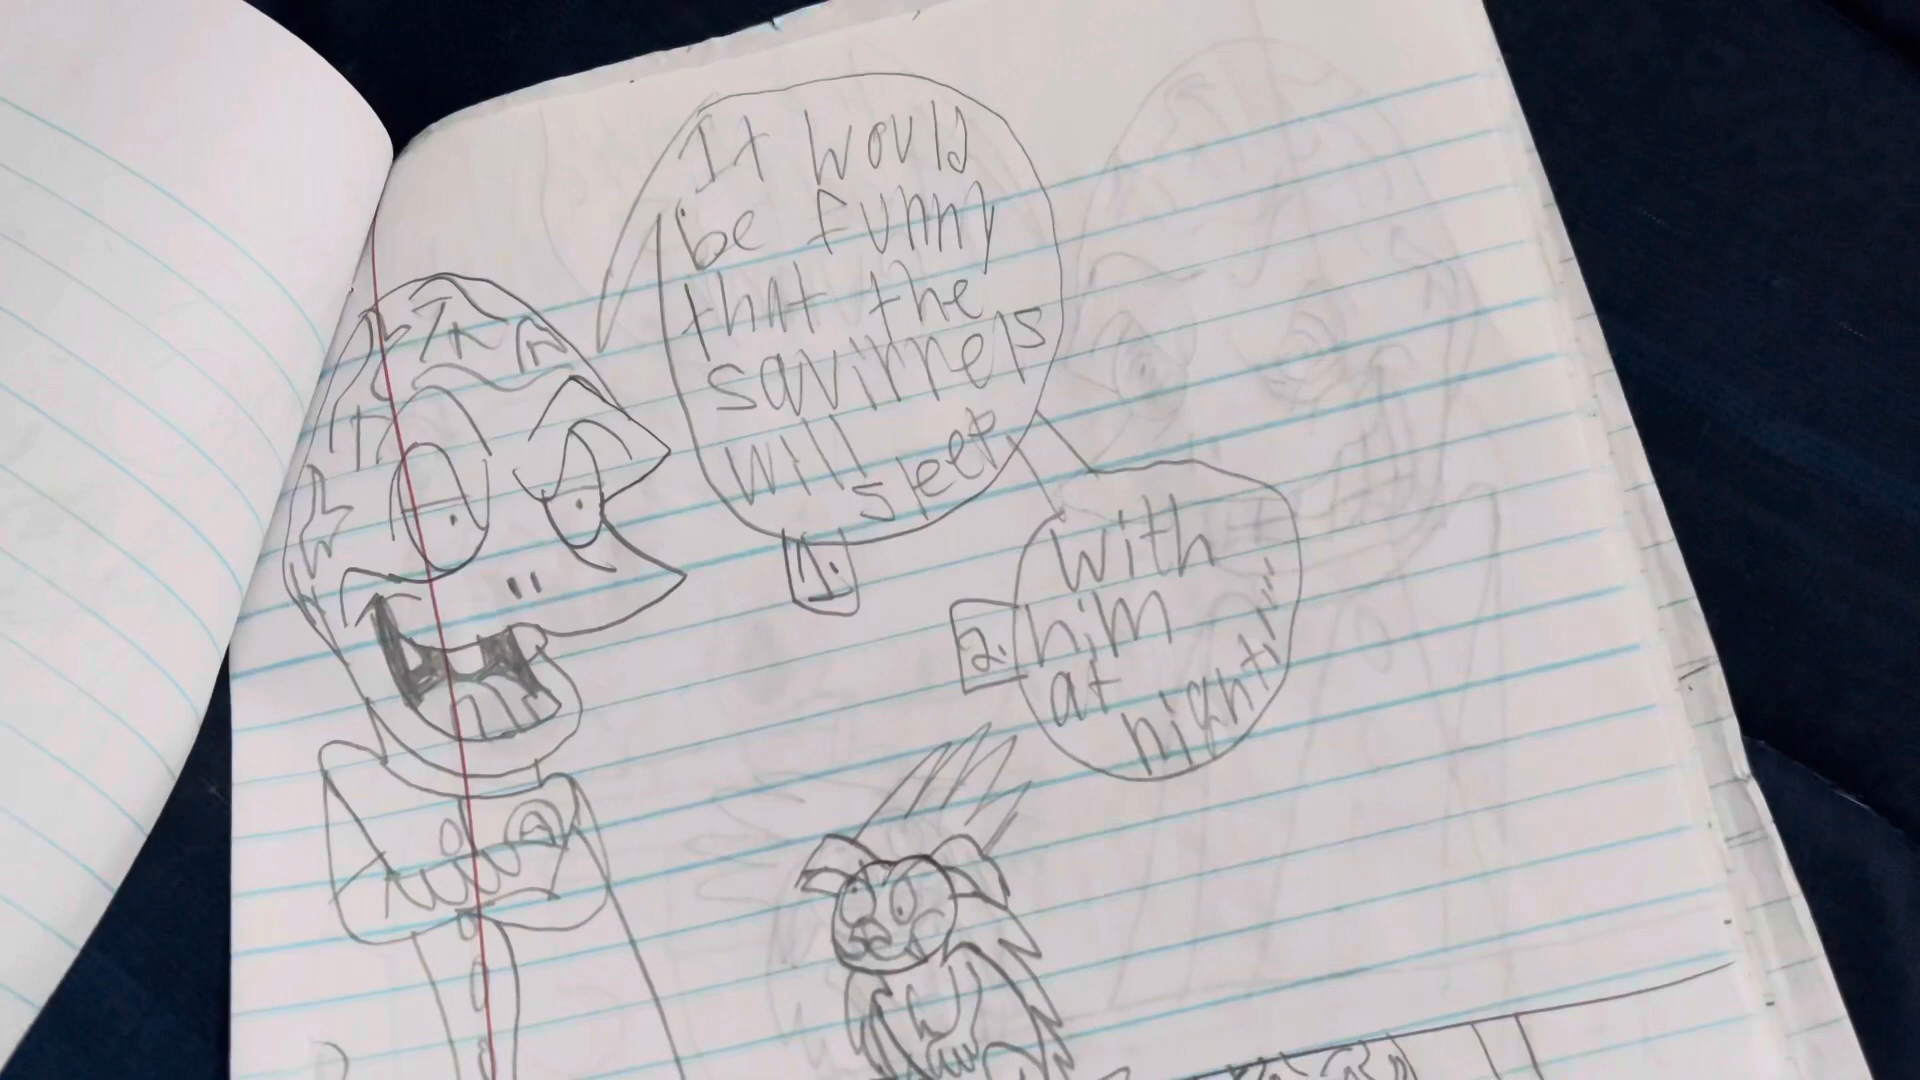 It would
be funny
that the
savirrels
will
sleep
1.
with
2. him
at
night